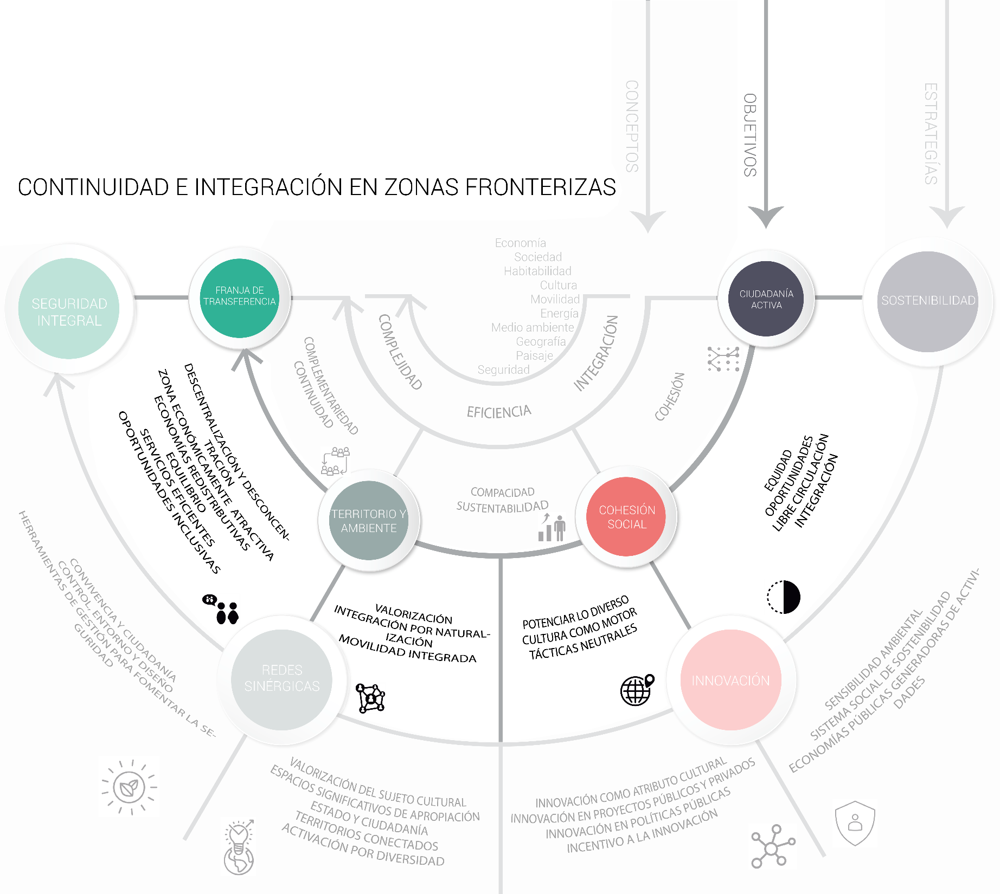 CONCEPTOS
OBJETIVOS
ESTRATEGÍAS
CONTINUIDAD E INTEGRACIÓN EN ZONAS FRONTERIZAS
Economía
Sociedad
Habitabilidad
Cultura
Movilidad
Energía
Medio ambiente
Geografía
Paisaje
Seguridad
SEGURIDAD
INTEGRAL
FRANJA DE
TRANSFERENCIA
CIUDADANÍA
ACTIVA
SOSTENIBILIDAD
COMPLEJIDAD
EFICIENCIA
INTEGRACIÓN
COMPLEMENTARIEDAD
CONTINUIDAD
COMPACIDAD
SUSTENTABILIDAD
COHESIÓN
TERRITORIO Y
AMBIENTE
COHESIÓN
SOCIAL
DESCENTRALIZACIÓN Y DESCONCEN-
TRACIÓN
ZONA ECONÓMICAMENTE ATRACTIVA
ECONOMÍAS REDISTRIBUTIVAS
EQUILIBRIO
SERVICIOS EFICIENTES
OPORTUNIDADES INCLUSIVAS
VALORIZACIÓN
INTEGRACIÓN POR NATURAL-
IZACIÓN
MOVILIDAD INTEGRADA
POTENCIAR LO DIVERSO
CULTURA COMO MOTOR
TÁCTICAS NEUTRALES
EQUIDAD
OPORTUNIDADES
LIBRE CIRCULACIÓN
INTEGRACIÓN
REDES
SINÉRGICAS
INNOVACIÓN
CONVIVENCIA Y CIUDADANÍA
CONTROL, ENTORNO Y DISEÑO
HERRAMIENTAS DE GESTIÓN PARA FOMENTAR LA SE-
GURIDAD
VALORIZACIÓN DEL SUJETO CULTURAL
ESPACIOS SIGNIFICATIVOS DE APROPIACIÓN
ESTADO Y CIUDADANÍA
TERRITORIOS CONECTADOS
ACTIVACIÓN POR DIVERSIDAD
INNOVACIÓN COMO ATRIBUTO CULTURAL
INNOVACIÓN EN PROYECTOS PÚBLICOS Y PRIVADOS
INNOVACIÓN EN POLÍTICAS PÚBLICAS
INCENTIVO A LA INNOVACIÓN
SENSIBILIDAD AMBIENTAL
SISTEMA SOCIAL DE SOSTENIBILIDAD
ECONOMÍAS PÚBLICAS GENERADORAS DE ACTIVI-
DADES